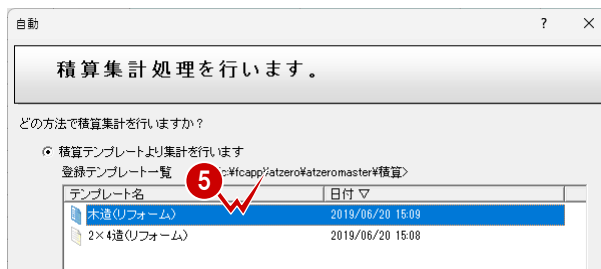 自動 ? ×
積算集計処理を行います。
どの方法で積算集計を行いますか？
積算テンプレートより集計を行います
登録テンプレート一覧 c:¥fcapp¥atzero¥atzeromaster¥積算>
5
テンプレート名 日付 ▽
木造(リフォーム) 2019/06/20 15:09
2×4造(リフォーム) 2019/06/20 15:08